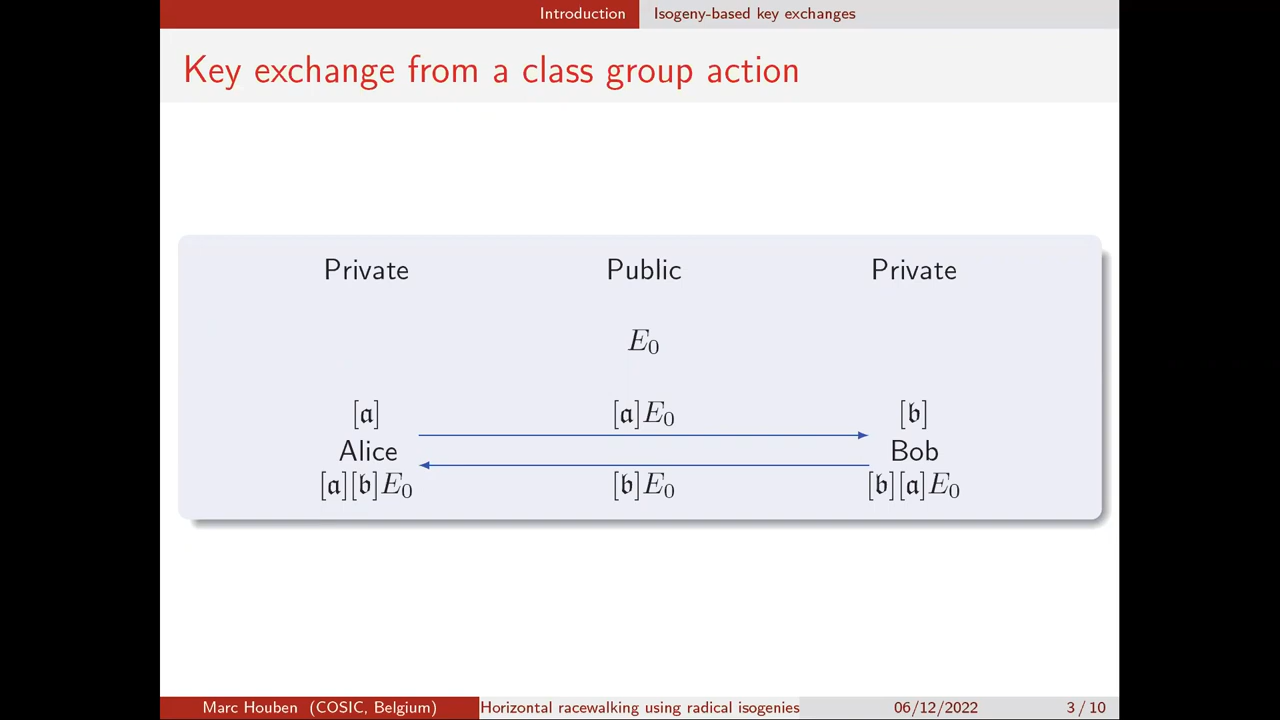 Introduction Isogeny-based key exchanges
Key exchange from a class group action
Private Public Private
E₀
[𝔞] [𝔞]E₀ [𝔟]
Alice Bob
[𝔞][𝔟]E₀ [𝔟]E₀ [𝔟][𝔞]E₀
Marc Houben (COSIC, Belgium) Horizontal racewalking using radical isogenies 06/12/2022 3 / 10